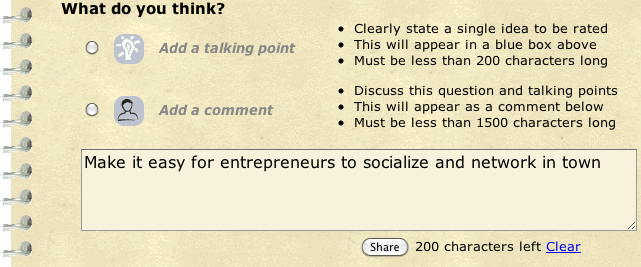 What do you think?
Add a talking point
Clearly state a single idea to be rated
This will appear in a blue box above
Must be less than 200 characters long
Add a comment
Discuss this question and talking points
This will appear as a comment below
Must be less than 1500 characters long
Make it easy for entrepreneurs to socialize and network in town
Share 200 characters left Clear